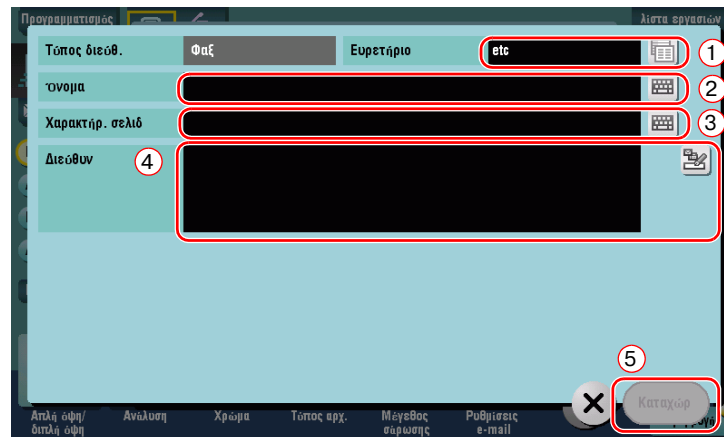 Προγραμματισμός
λίστα εργασιών
Τύπος διεύθ.
Φαξ
Ευρετήριο
etc
1
Όνομα
2
Χαρακτήρ. σελιδ
3
Διεύθυν
4
5
Καταχώρ
Απλή όψη/
διπλή όψη
Ανάλυση
Χρώμα
Τύπος αρχ.
Μέγεθος
σάρωσης
Ρυθμίσεις
e-mail